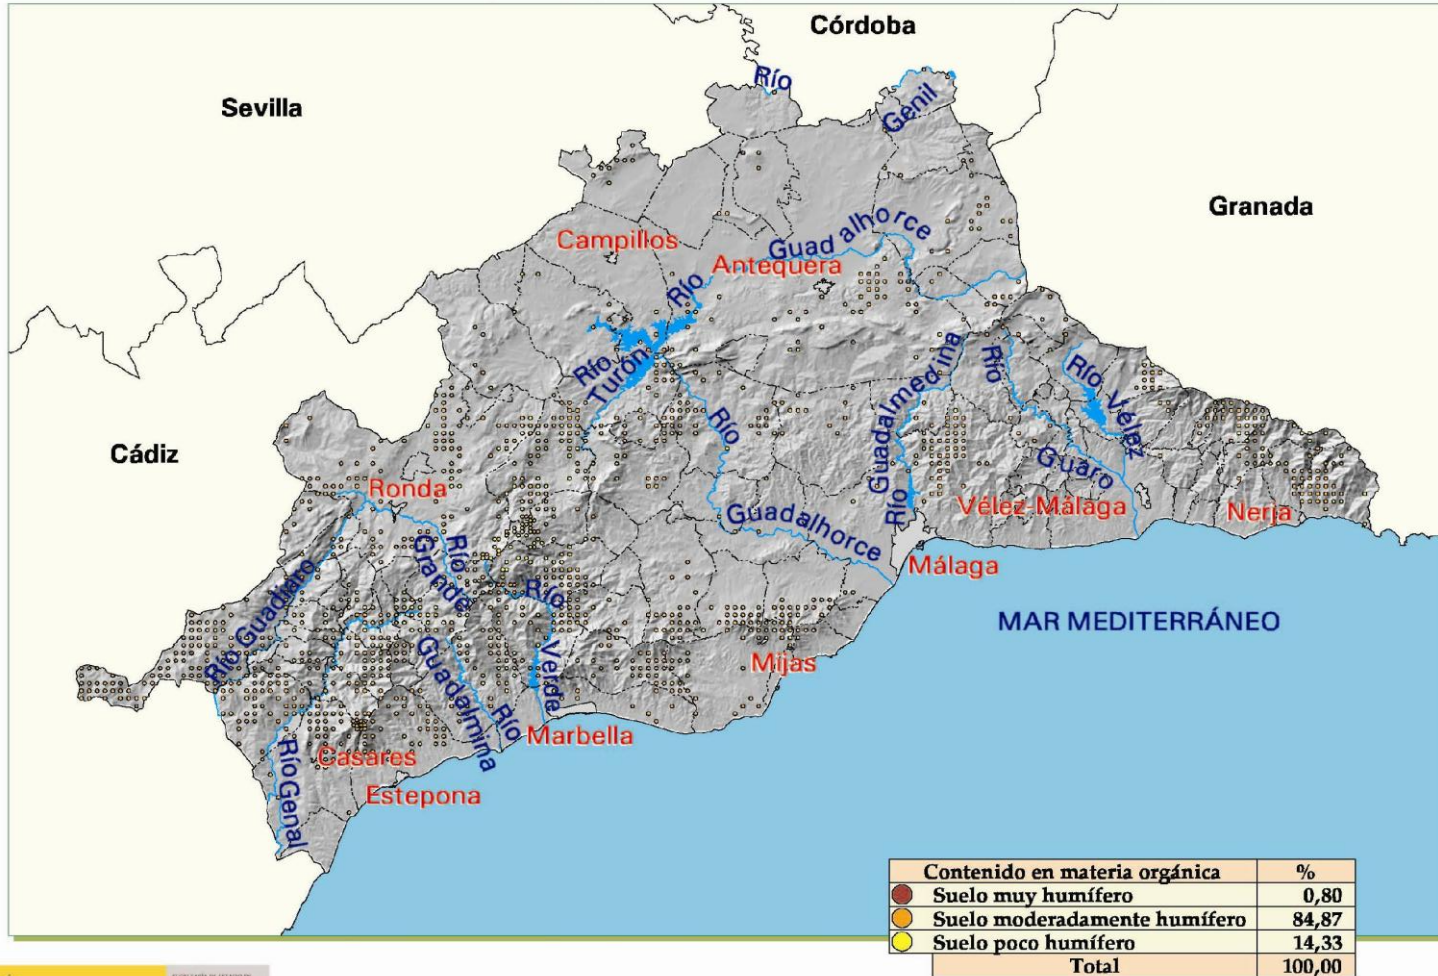 Córdoba
Río
Sevilla
Genil
Granada
Guadalhorce
Campillos
Antequera
Río
Río
Turón
Guadalmedina
Río
Río
Vélez
Río
Cádiz
Guaro
Ronda
Río
Vélez-Málaga
Nerja
Guadalhorce
Río
Grande
Málaga
Río Guadiaro
Río
MAR MEDITERRÁNEO
Verde
Mijas
Guadalmina
Río
Marbella
Casares
Río Genal
Estepona
Contenido en materia orgánica %
Suelo muy humífero 0,80
Suelo moderadamente humífero 84,87
Suelo poco humífero 14,33
Total 100,00